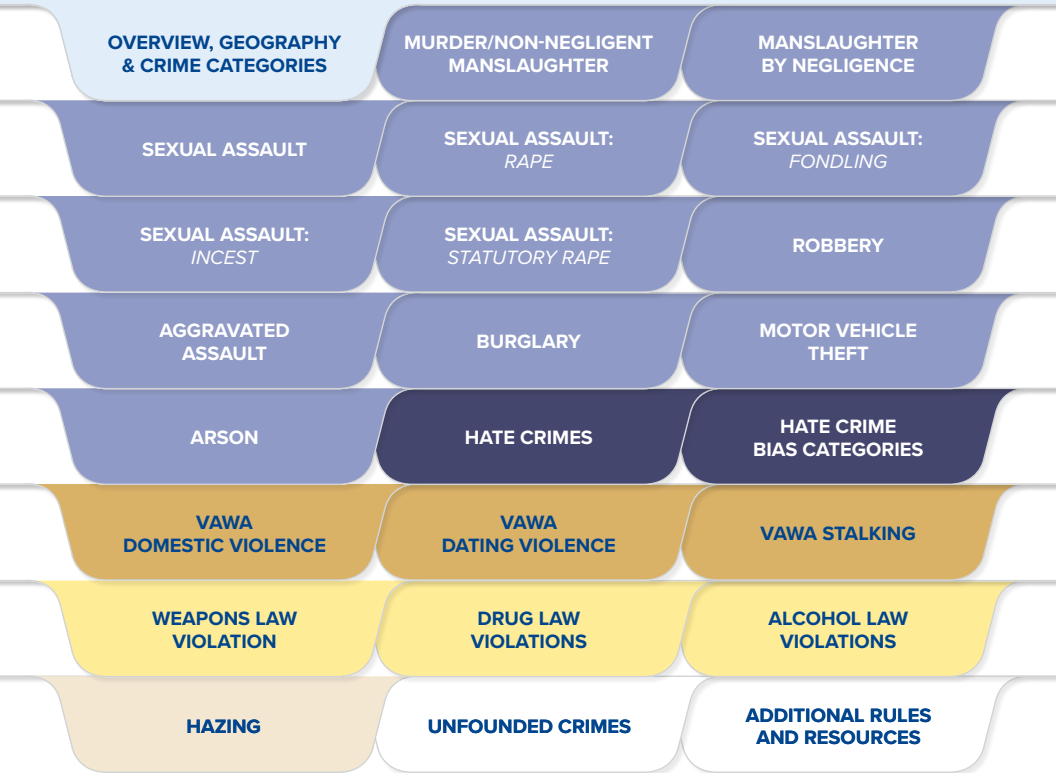 OVERVIEW, GEOGRAPHY
& CRIME CATEGORIES
MURDER/NON-NEGLIGENT
MANSLAUGHTER
MANSLAUGHTER
BY NEGLIGENCE
SEXUAL ASSAULT
SEXUAL ASSAULT:
RAPE
SEXUAL ASSAULT:
FONDLING
SEXUAL ASSAULT:
INCEST
SEXUAL ASSAULT:
STATUTORY RAPE
ROBBERY
AGGRAVATED
ASSAULT
BURGLARY
MOTOR VEHICLE
THEFT
ARSON
HATE CRIMES
HATE CRIME
BIAS CATEGORIES
VAWA
DOMESTIC VIOLENCE
VAWA
DATING VIOLENCE
VAWA STALKING
WEAPONS LAW
VIOLATION
DRUG LAW
VIOLATIONS
ALCOHOL LAW
VIOLATIONS
HAZING
UNFOUNDED CRIMES
ADDITIONAL RULES
AND RESOURCES